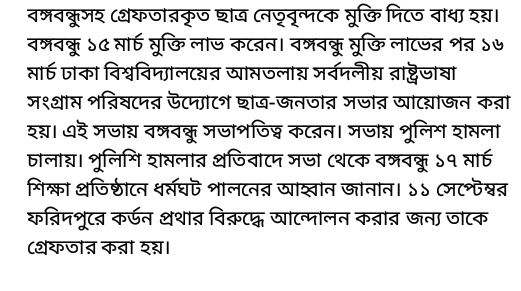 বঙ্গবন্ধুসহ গ্রেফতারকৃত ছাত্র নেতৃবৃন্দকে মুক্তি দিতে বাধ্য হয়।
বঙ্গবন্ধু ১৫ মার্চ মুক্তি লাভ করেন। বঙ্গবন্ধু মুক্তি লাভের পর ১৬
মার্চ ঢাকা বিশ্ববিদ্যালয়ের আমতলায় সর্বদলীয় রাষ্ট্রভাষা
সংগ্রাম পরিষদের উদ্যোগে ছাত্র-জনতার সভার আয়োজন করা
হয়। এই সভায় বঙ্গবন্ধু সভাপতিত্ব করেন। সভায় পুলিশ হামলা
চালায়। পুলিশি হামলার প্রতিবাদে সভা থেকে বঙ্গবন্ধু ১৭ মার্চ
শিক্ষা প্রতিষ্ঠানে ধর্মঘট পালনের আহ্বান জানান। ১১ সেপ্টেম্বর
ফরিদপুরে কর্ডন প্রথার বিরুদ্ধে আন্দোলন করার জন্য তাকে
গ্রেফতার করা হয়।